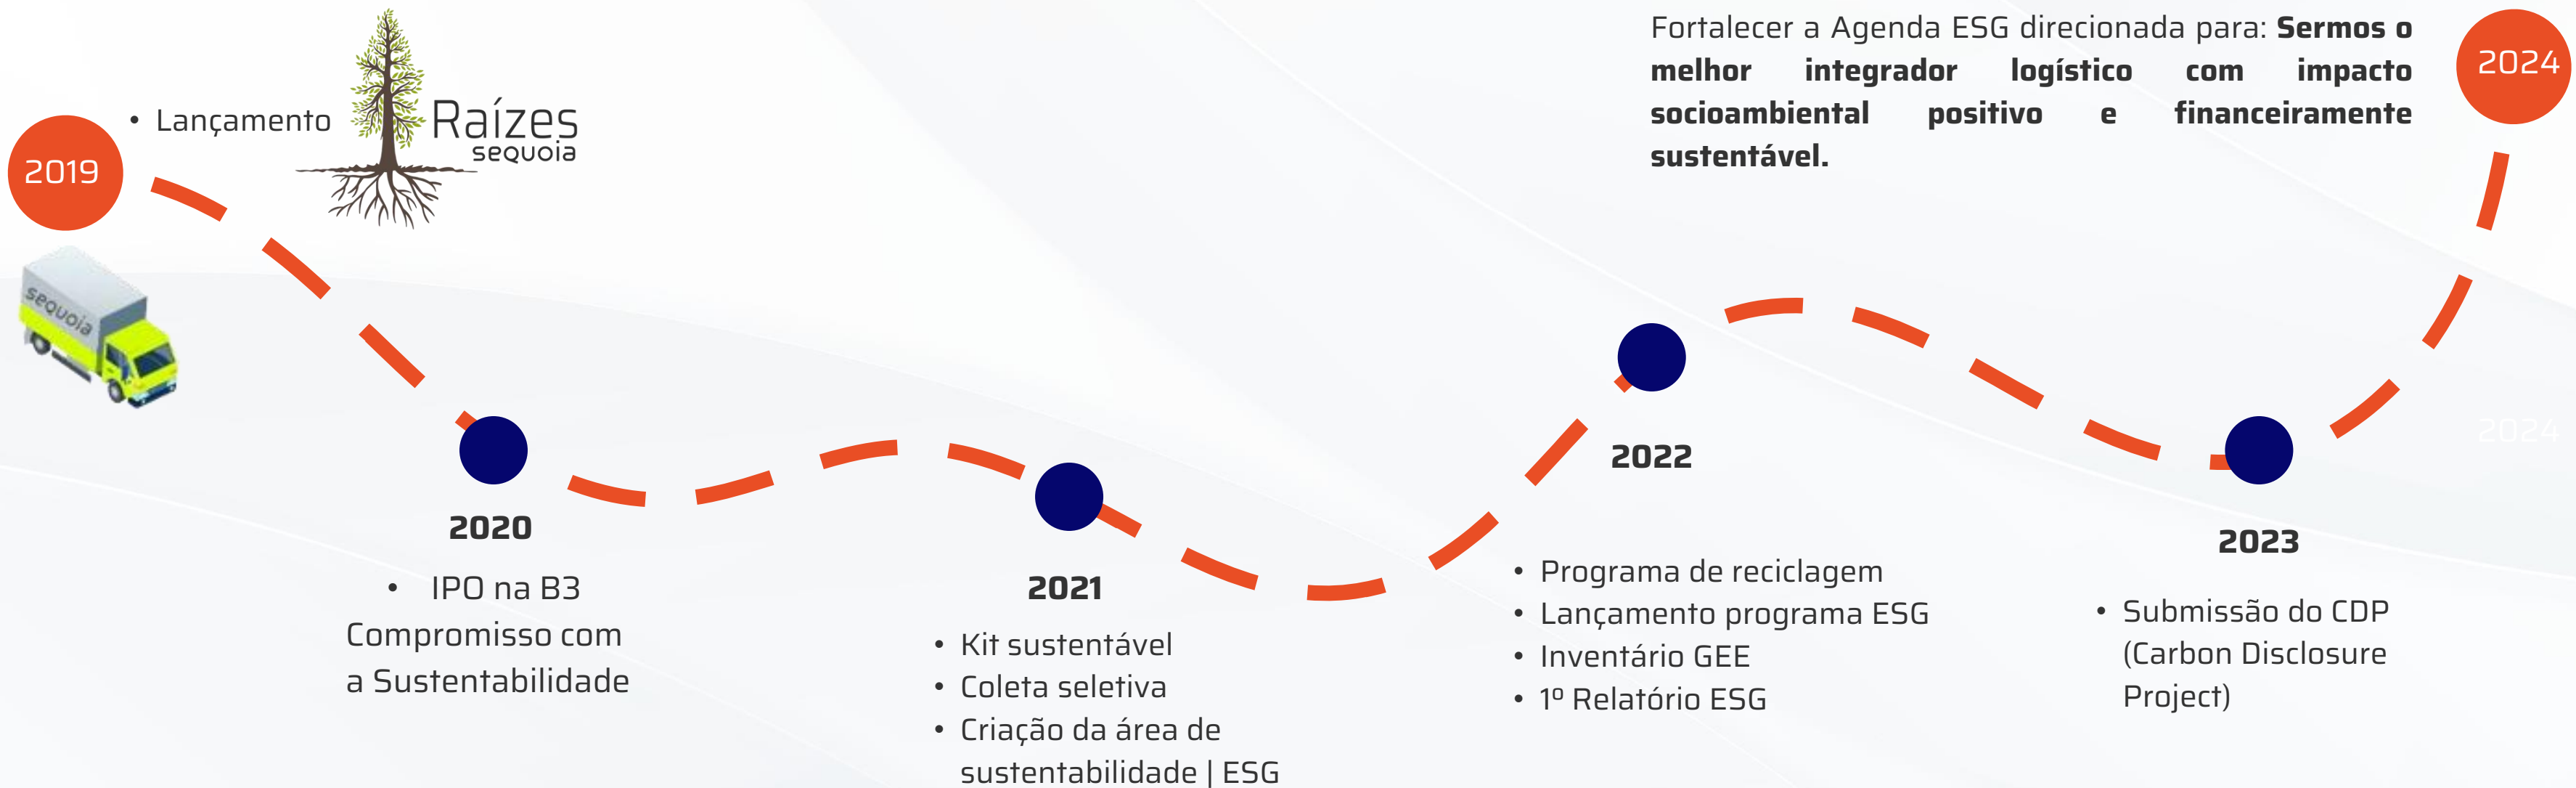 2019
• Lançamento
Raízes
sequoia
sequoia
2020
• IPO na B3
Compromisso com
a Sustentabilidade
2021
• Kit sustentável
• Coleta seletiva
• Criação da área de
sustentabilidade | ESG
2022
• Programa de reciclagem
• Lançamento programa ESG
• Inventário GEE
• 1º Relatório ESG
2023
• Submissão do CDP
(Carbon Disclosure
Project)
Fortalecer a Agenda ESG direcionada para: Sermos o
melhor integrador logístico com impacto
socioambiental positivo e financeiramente
sustentável.
2024
2024